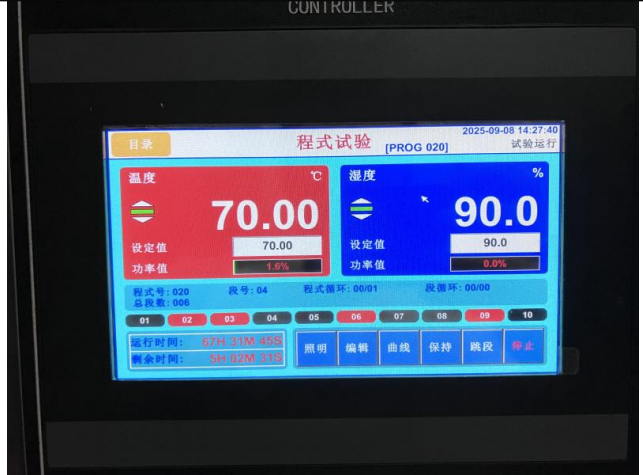 CONTROLLER
目录
程式试验 [PROG 020]
2025-09-08 14:27:40
试验运行
温度 ℃
70.00
设定值 70.00
功率值 1.6%
湿度 %
90.0
设定值 90.0
功率值 0.0%
程式号: 020 段号: 04 程式循环: 00/01 段循环: 00/00
总段数: 006
01 02 03 04 05 06 07 08 09 10
运行时间: 67H 31M 45S
剩余时间: 5H 02M 31S
照明 编辑 曲线 保持 跳段 停止